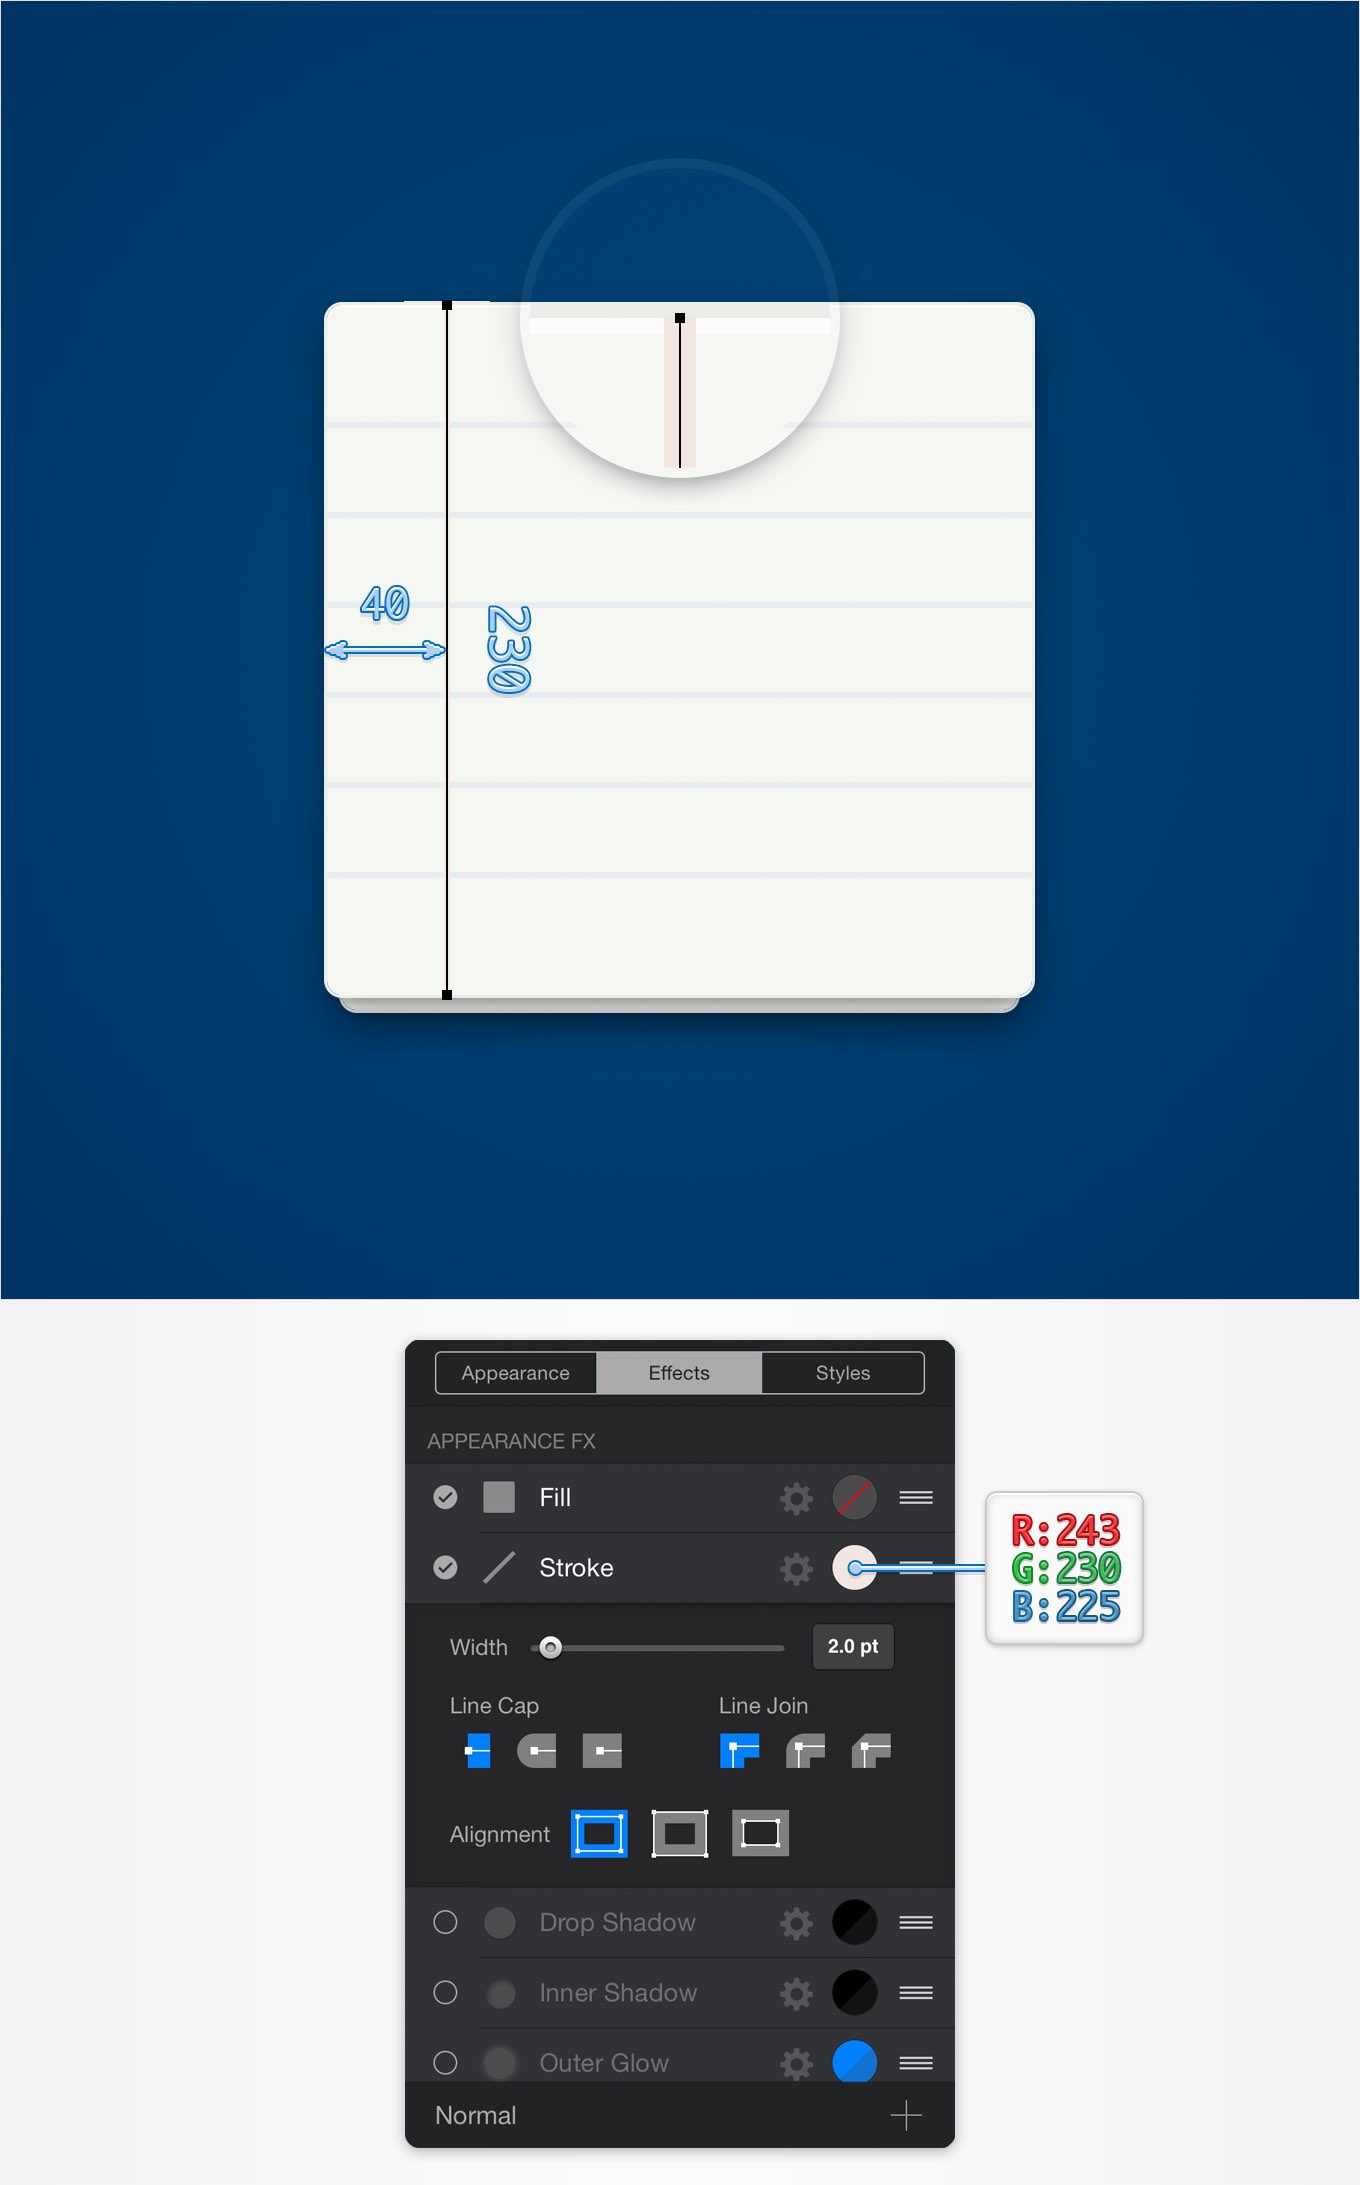 40
230
Appearance Effects Styles
APPEARANCE FX
Fill
Stroke
R:243
G:230
B:225
Width 2.0 pt
Line Cap Line Join
Alignment
Drop Shadow
Inner Shadow
Outer Glow
Normal